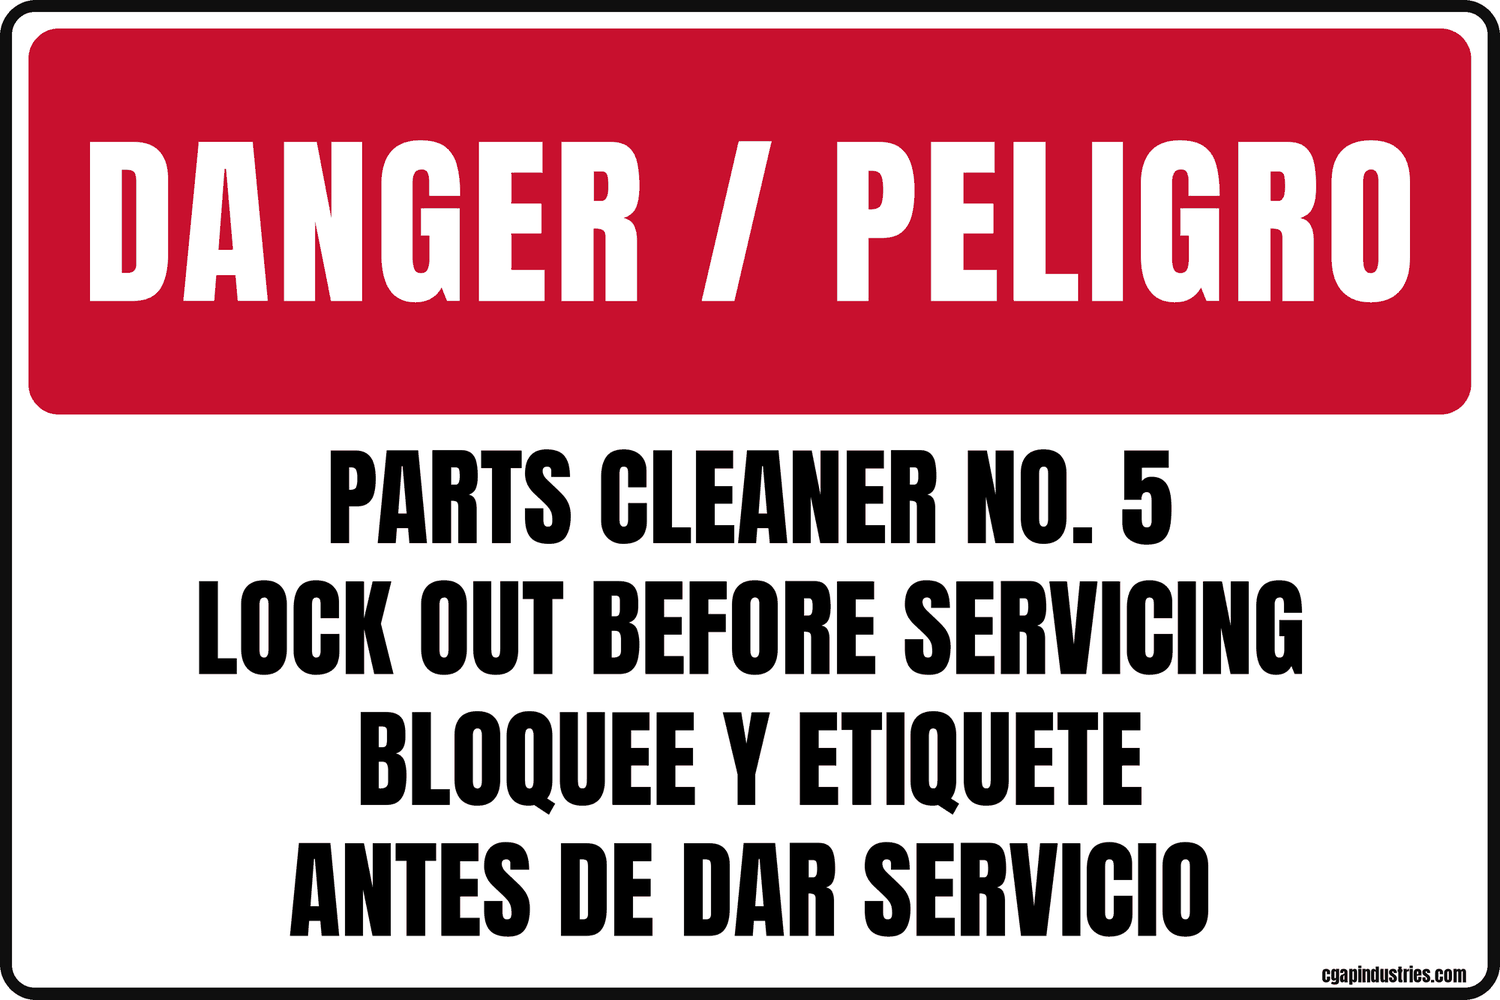 DANGER / PELIGRO
PARTS CLEANER NO. 5
LOCK OUT BEFORE SERVICING
BLOQUEE Y ETIQUETE
ANTES DE DAR SERVICIO
cgapindustries.com